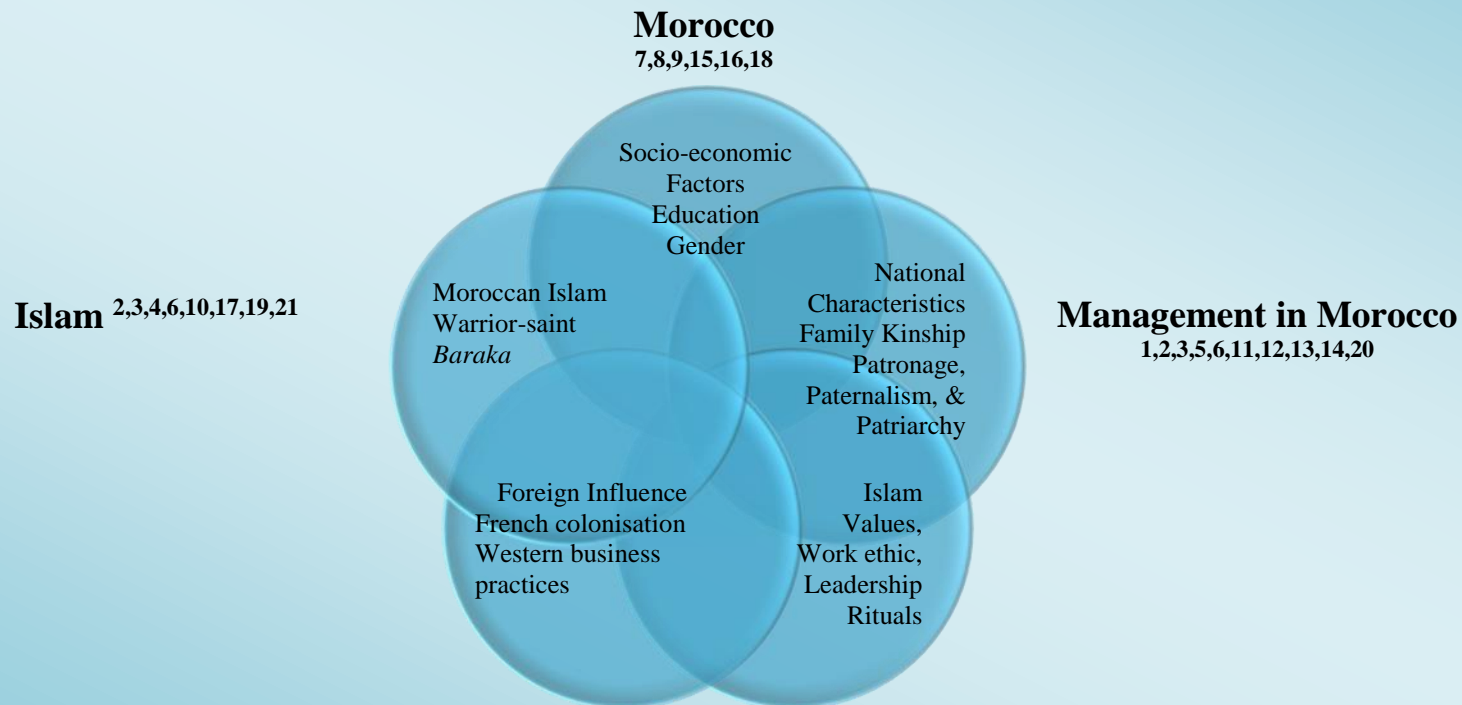 Morocco
7,8,9,15,16,18
Socio-economic
Factors
Education
Gender
Islam 2,3,4,6,10,17,19,21
Moroccan Islam
Warrior-saint
Baraka
National
Characteristics
Family Kinship
Patronage,
Paternalism, &
Patriarchy
Management in Morocco
1,2,3,5,6,11,12,13,14,20
Foreign Influence
French colonisation
Western business
practices
Islam
Values,
Work ethic,
Leadership
Rituals